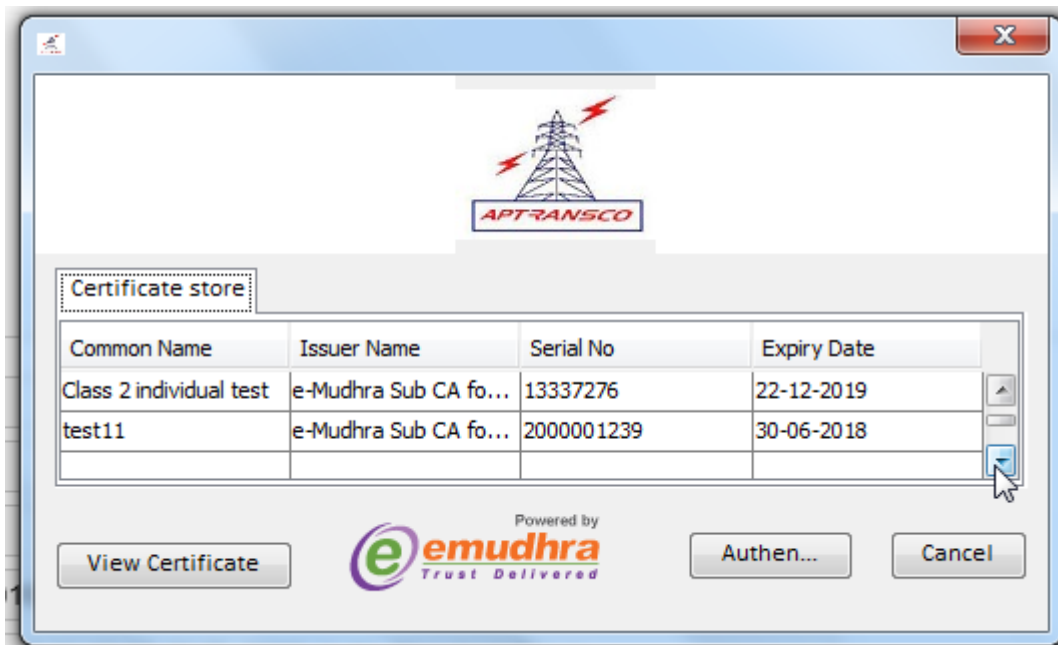 X
APTRANSCO
Certificate store
Common Name Issuer Name Serial No Expiry Date
Class 2 individual test e-Mudhra Sub CA fo... 13337276 22-12-2019
test11 e-Mudhra Sub CA fo... 2000001239 30-06-2018
View Certificate
Powered by
e emudhra
Trust Delivered
Authen...
Cancel